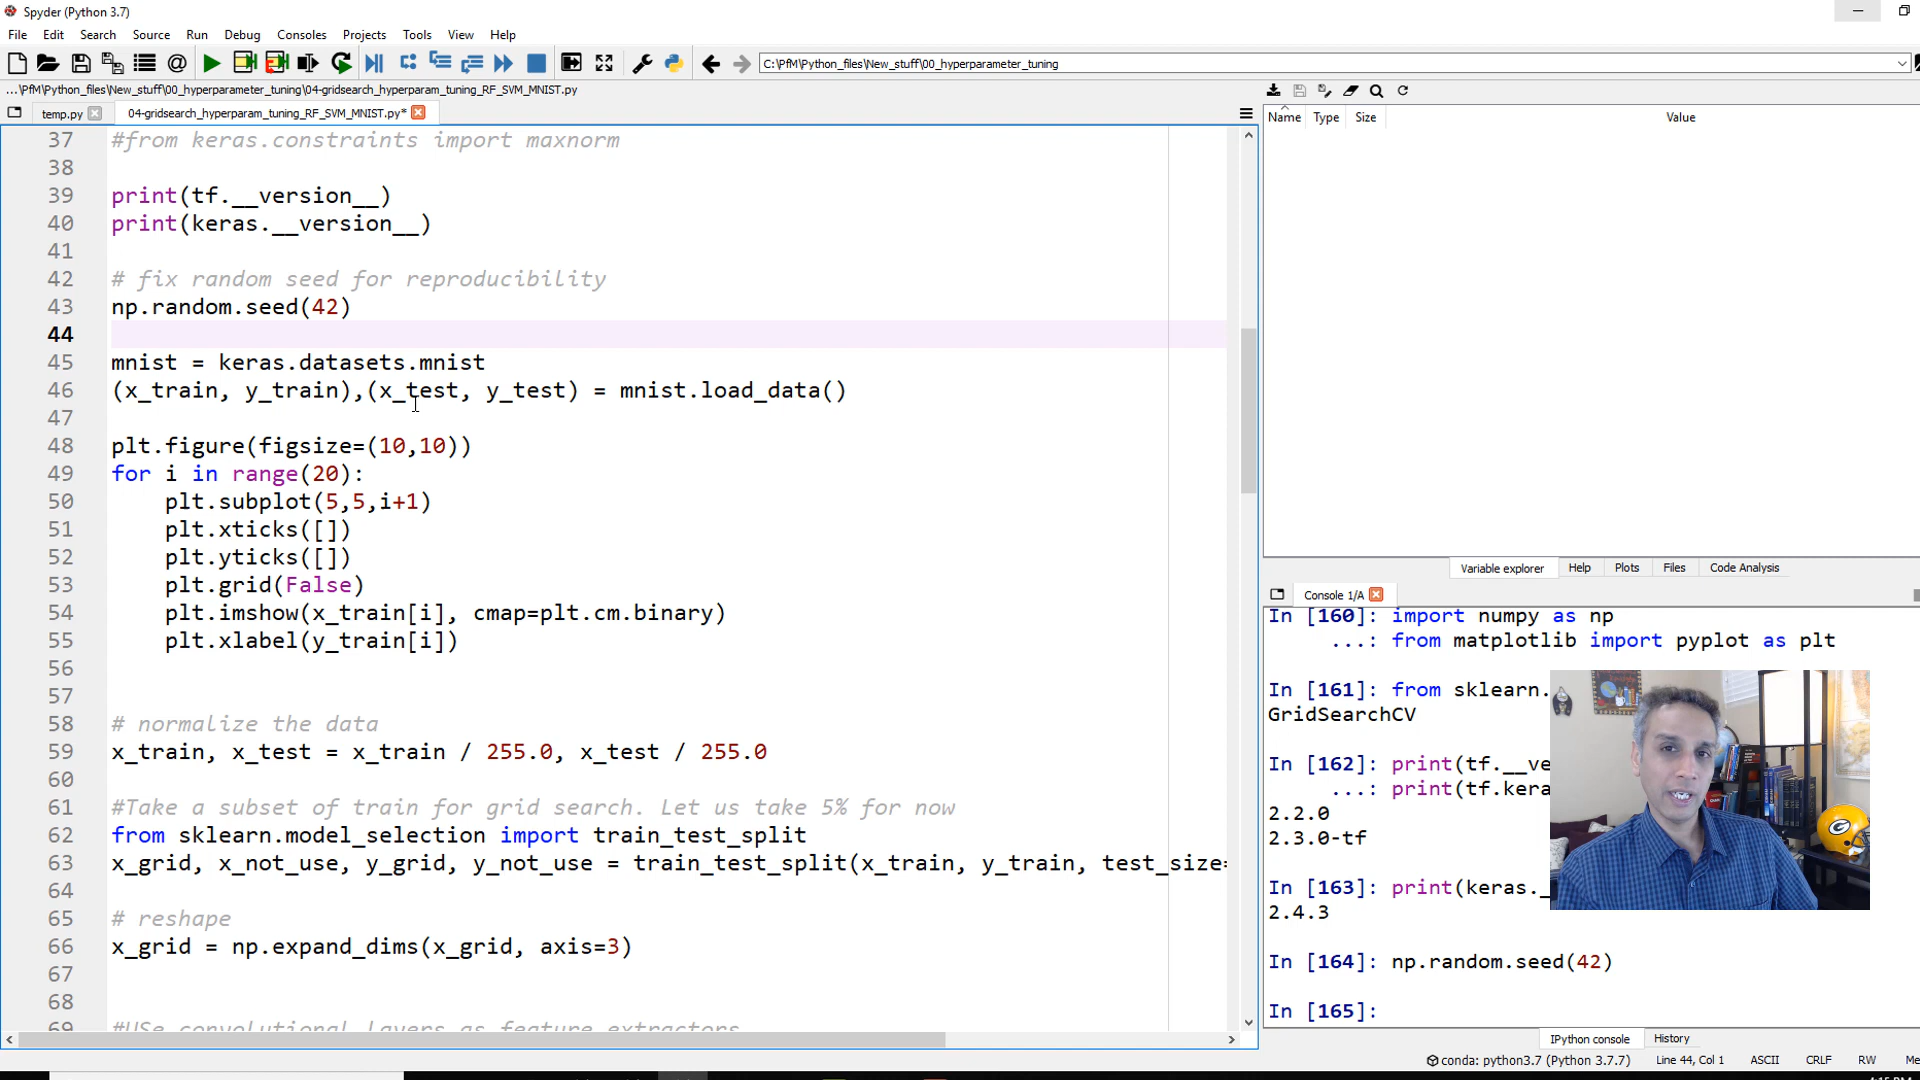 Spyder (Python 3.7)
File Edit Search Source Run Debug Consoles Projects Tools View Help
C:\PfM\Python_files\New_stuff\00_hyperparameter_tuning
...\PfM\Python_files\New_stuff\00_hyperparameter_tuning\04-gridsearch_hyperparam_tuning_RF_SVM_MNIST.py
temp.py 04-gridsearch_hyperparam_tuning_RF_SVM_MNIST.py*
37 #from keras.constraints import maxnorm
38
39 print(tf.__version__)
40 print(keras.__version__)
41
42 # fix random seed for reproducibility
43 np.random.seed(42)
44
45 mnist = keras.datasets.mnist
46 (x_train, y_train),(x_test, y_test) = mnist.load_data()
47
48 plt.figure(figsize=(10,10))
49 for i in range(20):
50     plt.subplot(5,5,i+1)
51     plt.xticks([])
52     plt.yticks([])
53     plt.grid(False)
54     plt.imshow(x_train[i], cmap=plt.cm.binary)
55     plt.xlabel(y_train[i])
56
57
58 # normalize the data
59 x_train, x_test = x_train / 255.0, x_test / 255.0
60
61 #Take a subset of train for grid search. Let us take 5% for now
62 from sklearn.model_selection import train_test_split
63 x_grid, x_not_use, y_grid, y_not_use = train_test_split(x_train, y_train, test_size=
64
65 # reshape
66 x_grid = np.expand_dims(x_grid, axis=3)
67
68
69 #USe convolutional layers as feature extractors
Name Type Size Value
Variable explorer Help Plots Files Code Analysis
Console 1/A
In [160]: import numpy as np
...: from matplotlib import pyplot as plt
In [161]: from sklearn.
GridSearchCV
In [162]: print(tf.__ve
...: print(tf.kera
2.2.0
2.3.0-tf
In [163]: print(keras._
2.4.3
In [164]: np.random.seed(42)
In [165]:
IPython console History
conda: python3.7 (Python 3.7.7) Line 44, Col 1 ASCII CRLF RW Me